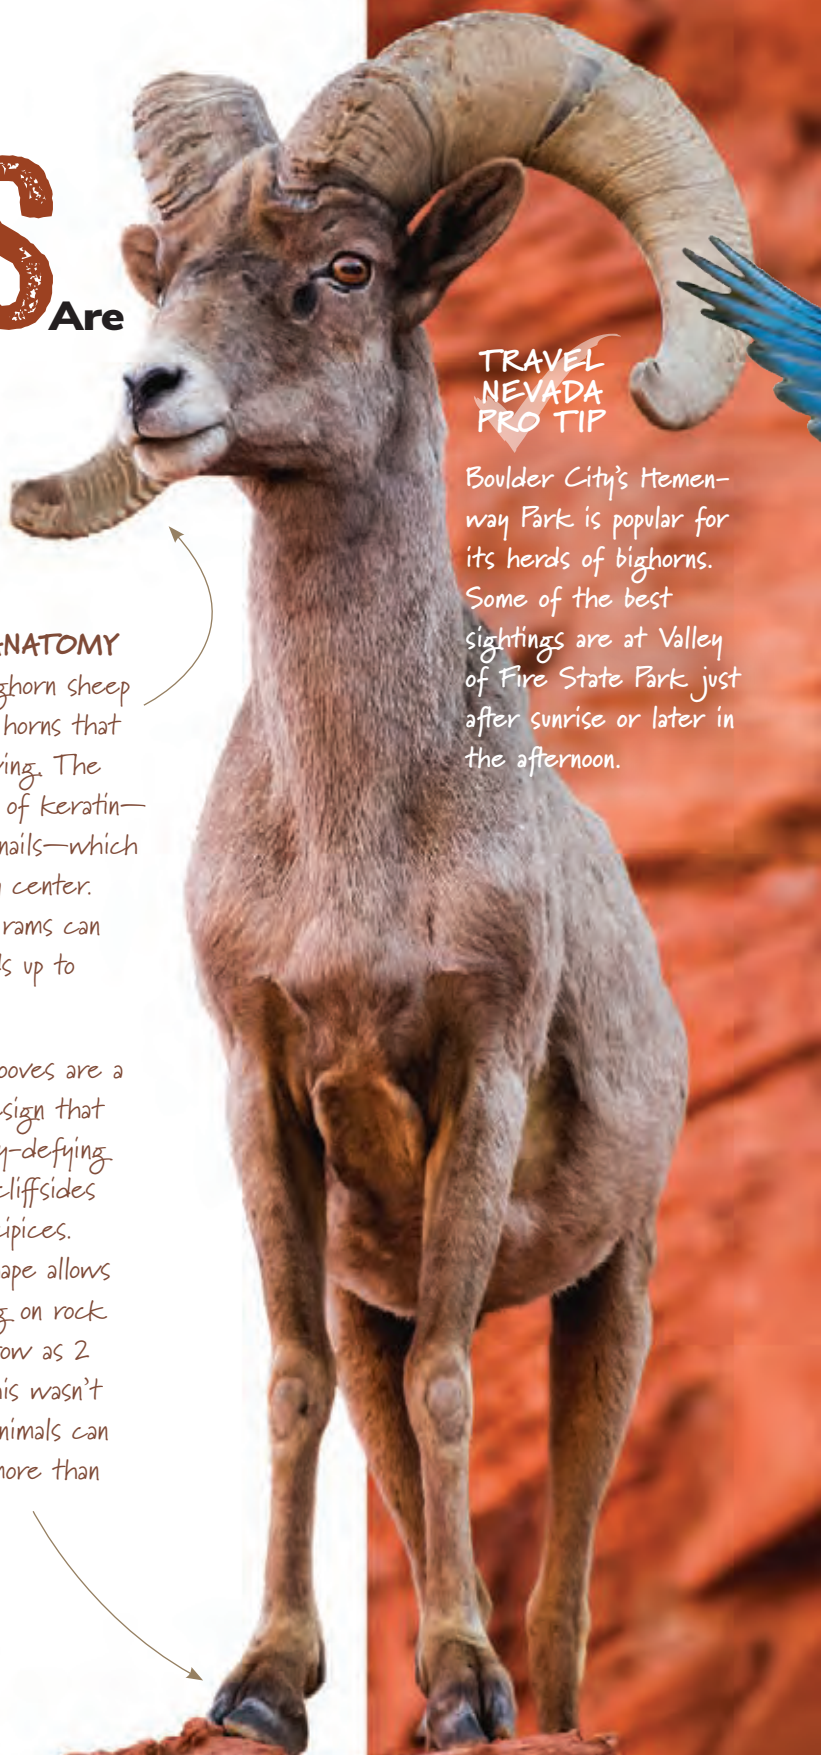 S
Are
TRAVEL
NEVADA
PRO TIP
Boulder City's Hemen-
way Park is popular for
its herds of bighorns.
Some of the best
sightings are at Valley
of Fire State Park just
after sunrise or later in
the afternoon.
NATOMY
ghorn sheep
horns that
ing. The
of keratin—
nails—which
center.
rams can
s up to
ooves are a
sign that
y-defying
cliffsides
ipices.
ape allows
g on rock
ow as 2
is wasn't
nimals can
more than